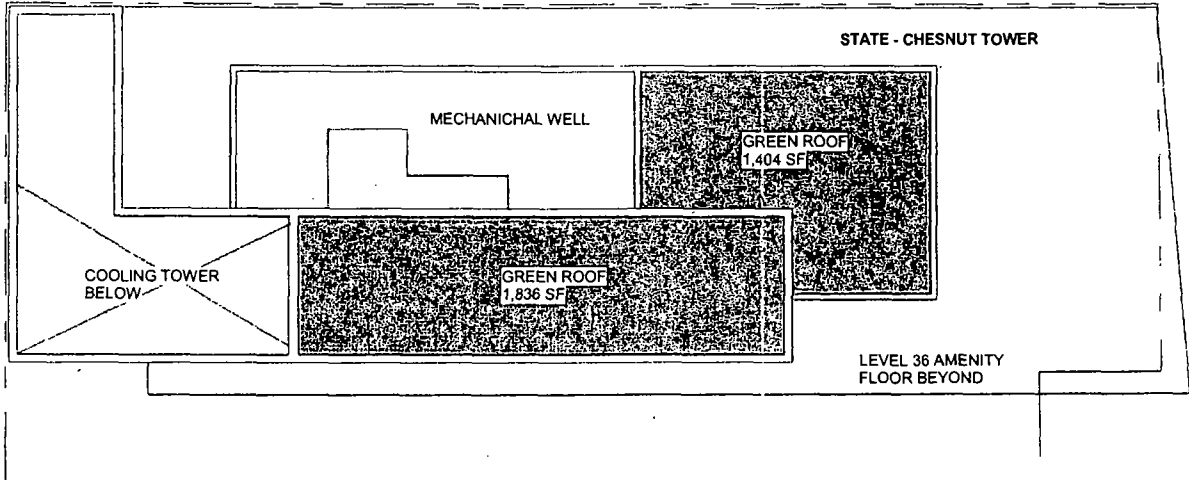 STATE - CHESNUT TOWER
MECHANICHAL WELL
GREEN ROOF
1,404 SF
COOLING TOWER
BELOW
GREEN ROOF
1,836 SF
LEVEL 36 AMENITY
FLOOR BEYOND